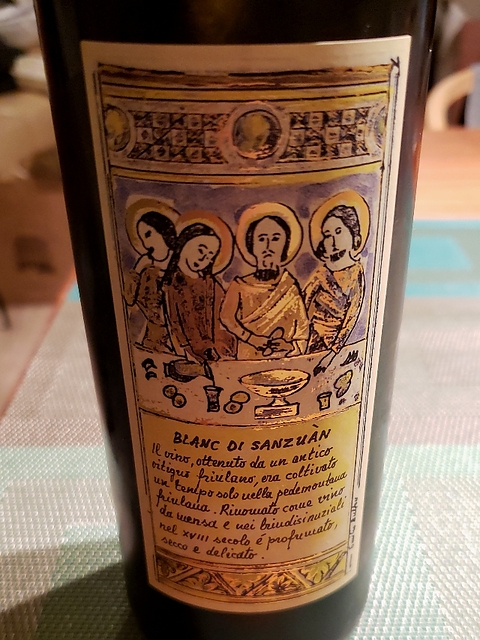 BLANC DI SANZUÀN
Il vino, ottenuto da un antico
vitigno friulano, era coltivato
un tempo solo nella pedemontana
friulana. Rinomato come vino
da mensa e nei brindisi nuziali
nel XVIII secolo é profumato,
secco e delicato.